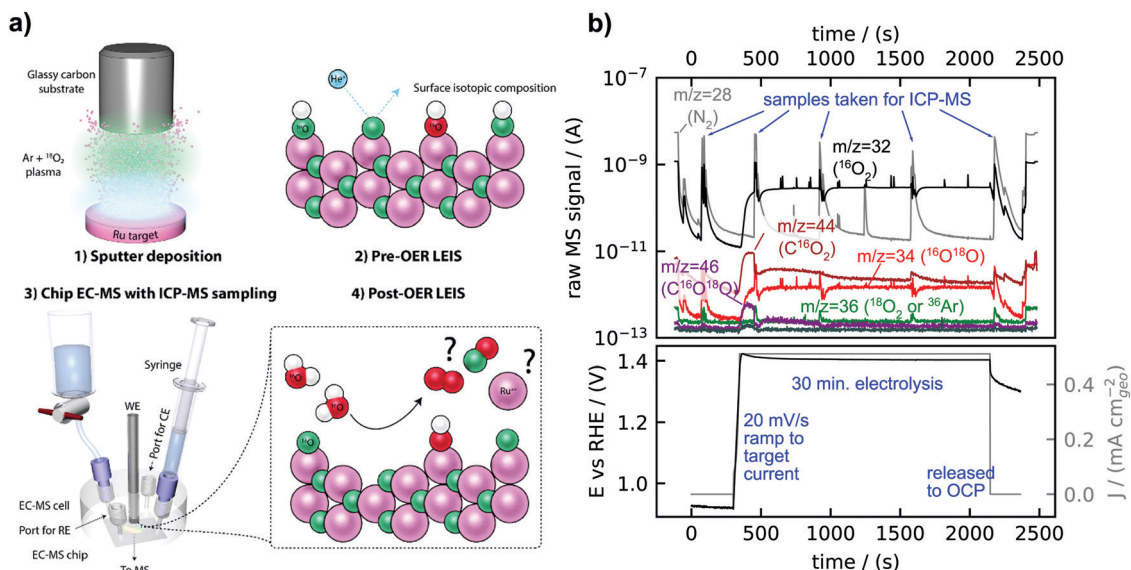 a)
Glassy carbon
substrate
Ar + ¹⁸O₂
plasma
Ru target
1) Sputter deposition
He⁺
Surface isotopic composition
¹⁸O
¹⁶O
2) Pre-OER LEIS
3) Chip EC-MS with ICP-MS sampling
Syringe
WE
Port for CE
EC-MS cell
Port for RE
EC-MS chip
To MS
4) Post-OER LEIS
? ?
¹⁶O
¹⁶O
Ruⁿ⁺
¹⁸O
b)
time / (s)
0 500 1000 1500 2000 2500
raw MS signal / (A)
10⁻⁷
10⁻⁹
10⁻¹¹
10⁻¹³
m/z=28
(N₂)
samples taken for ICP-MS
m/z=32
(¹⁶O₂)
m/z=44
(C¹⁶O₂)
m/z=34 (¹⁶O¹⁸O)
m/z=46
(C¹⁶O¹⁸O)
m/z=36 (¹⁸O₂ or ³⁶Ar)
E vs RHE / (V)
1.4
1.2
1.0
30 min. electrolysis
20 mV/s
ramp to
target
current
released
to OCP
0.4
0.2
0.0
J / (mA cm⁻²geo)
0 500 1000 1500 2000 2500
time / (s)